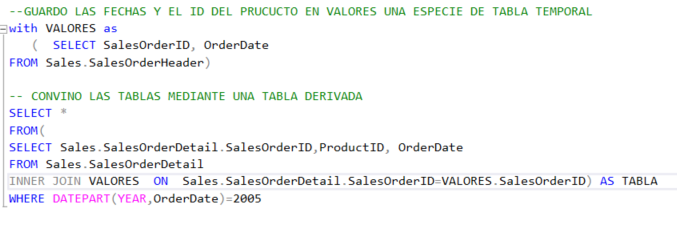 --GUARDO LAS FECHAS Y EL ID DEL PRUCUCTO EN VALORES UNA ESPECIE DE TABLA TEMPORAL
with VALORES as
( SELECT SalesOrderID, OrderDate
FROM Sales.SalesOrderHeader)
-- CONVINO LAS TABLAS MEDIANTE UNA TABLA DERIVADA
SELECT *
FROM(
SELECT Sales.SalesOrderDetail.SalesOrderID,ProductID, OrderDate
FROM Sales.SalesOrderDetail
INNER JOIN VALORES ON Sales.SalesOrderDetail.SalesOrderID=VALORES.SalesOrderID) AS TABLA
WHERE DATEPART(YEAR,OrderDate)=2005